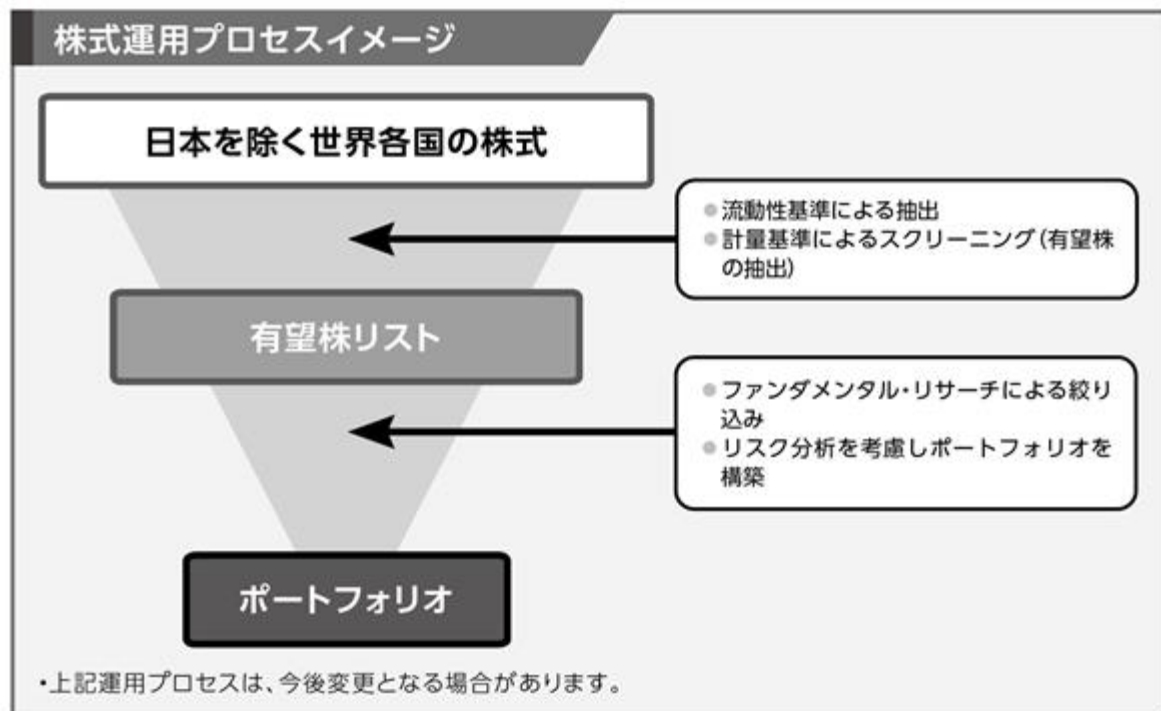 株式運用プロセスイメージ
日本を除く世界各国の株式
●流動性基準による抽出
●計量基準によるスクリーニング(有望株
の抽出)
有望株リスト
●ファンダメンタル・リサーチによる絞り
込み
●リスク分析を考慮しポートフォリオを
構築
ポートフォリオ
・上記運用プロセスは、今後変更となる場合があります。